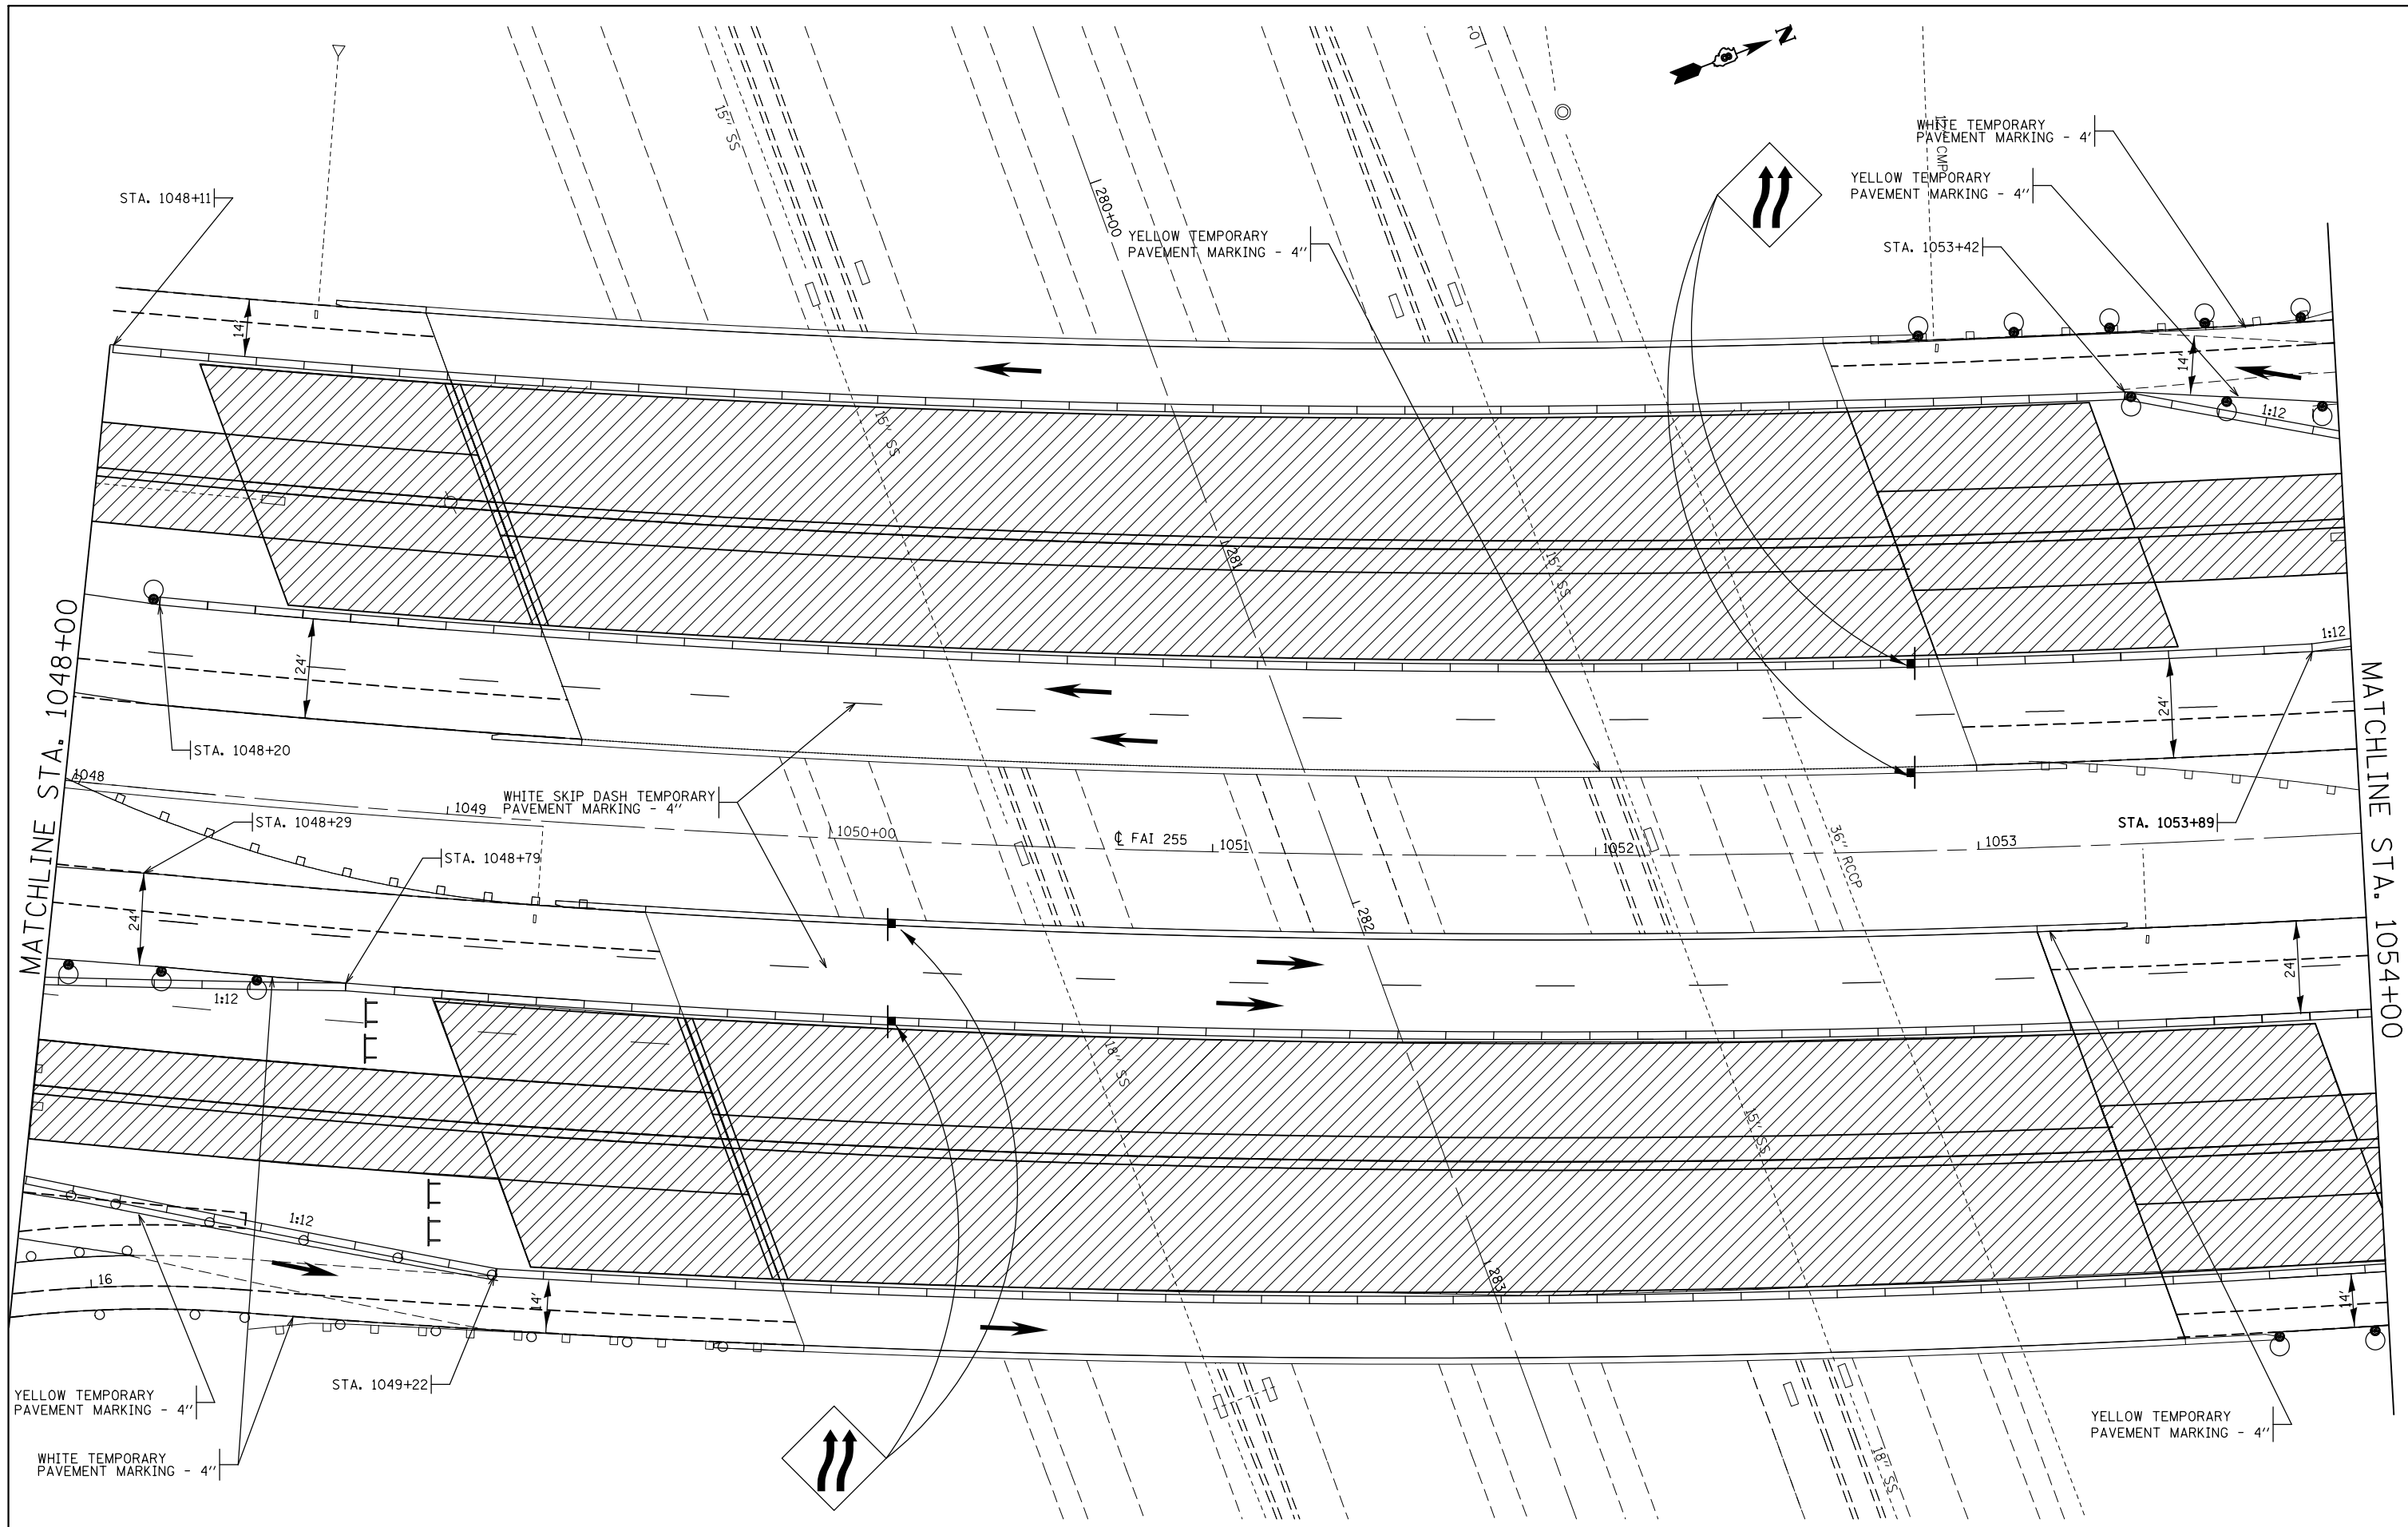 N
15" SS
O
280+00
12" CMP
WHITE TEMPORARY
PAVEMENT MARKING - 4'
YELLOW TEMPORARY
PAVEMENT MARKING - 4"
STA. 1048+11
YELLOW TEMPORARY
PAVEMENT MARKING - 4"
STA. 1053+42
14'
14'
1:12
15" SS
281
15" SS
MATCHLINE STA. 1048+00
24'
24'
1:12
MATCHLINE STA. 1054+00
STA. 1048+20
1048
1049
WHITE SKIP DASH TEMPORARY
PAVEMENT MARKING - 4"
STA. 1048+29
1050+00
℄ FAI 255
1051
1052
1053
36" RCCP
STA. 1053+89
STA. 1048+79
24'
282
24'
1:12
18" SS
15" SS
1:12
16
14'
283
14'
STA. 1049+22
YELLOW TEMPORARY
PAVEMENT MARKING - 4"
WHITE TEMPORARY
PAVEMENT MARKING - 4"
18" SS
YELLOW TEMPORARY
PAVEMENT MARKING - 4"